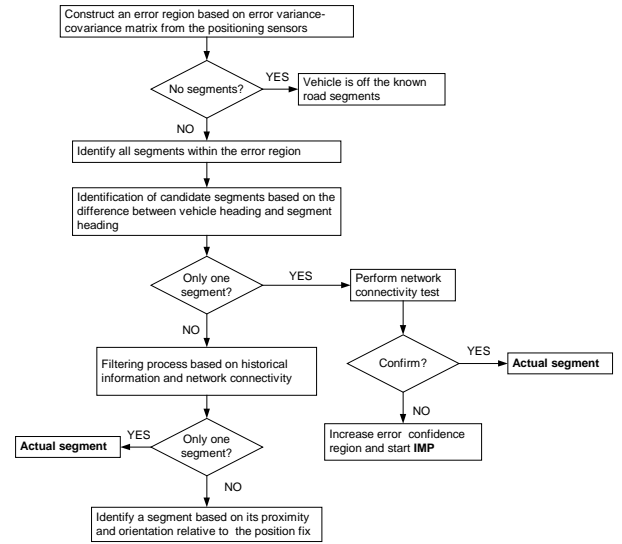 Construct an error region based on error variance-
covariance matrix from the positioning sensors
No segments?
YES
Vehicle is off the known
road segments
NO
Identify all segments within the error region
Identification of candidate segments based on the
difference between vehicle heading and segment
heading
Only one
segment?
YES
Perform network
connectivity test
NO
Filtering process based on historical
information and network connectivity
Confirm?
YES
Actual segment
NO
Increase error confidence
region and start IMP
Only one
segment?
YES
Actual segment
NO
Identify a segment based on its proximity
and orientation relative to the position fix